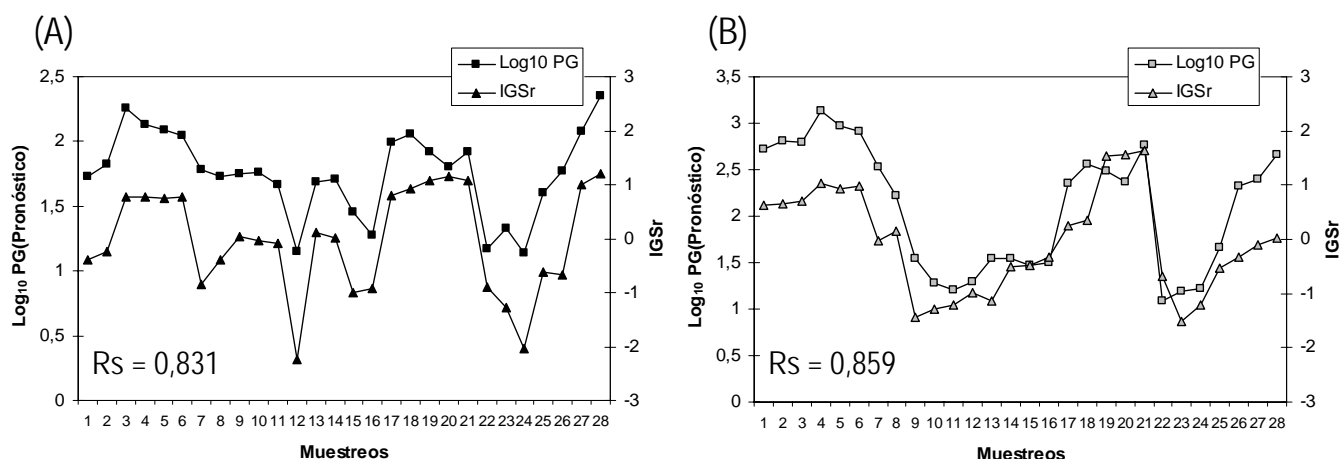 (A)
Log10 PG
IGSr
2,5
2
1,5
1
0,5
0
3
2
1
0
-1
-2
-3
Log10 PG(Pronóstico)
IGSr
Rs = 0,831
1 2 3 4 5 6 7 8 9 10 11 12 13 14 15 16 17 18 19 20 21 22 23 24 25 26 27 28
Muestreos
(B)
Log10 PG
IGSr
3,5
3
2,5
2
1,5
1
0,5
0
3
2
1
0
-1
-2
-3
Log10 PG(Pronóstico)
IGSr
Rs = 0,859
1 2 3 4 5 6 7 8 9 10 11 12 13 14 15 16 17 18 19 20 21 22 23 24 25 26 27 28
Muestreos